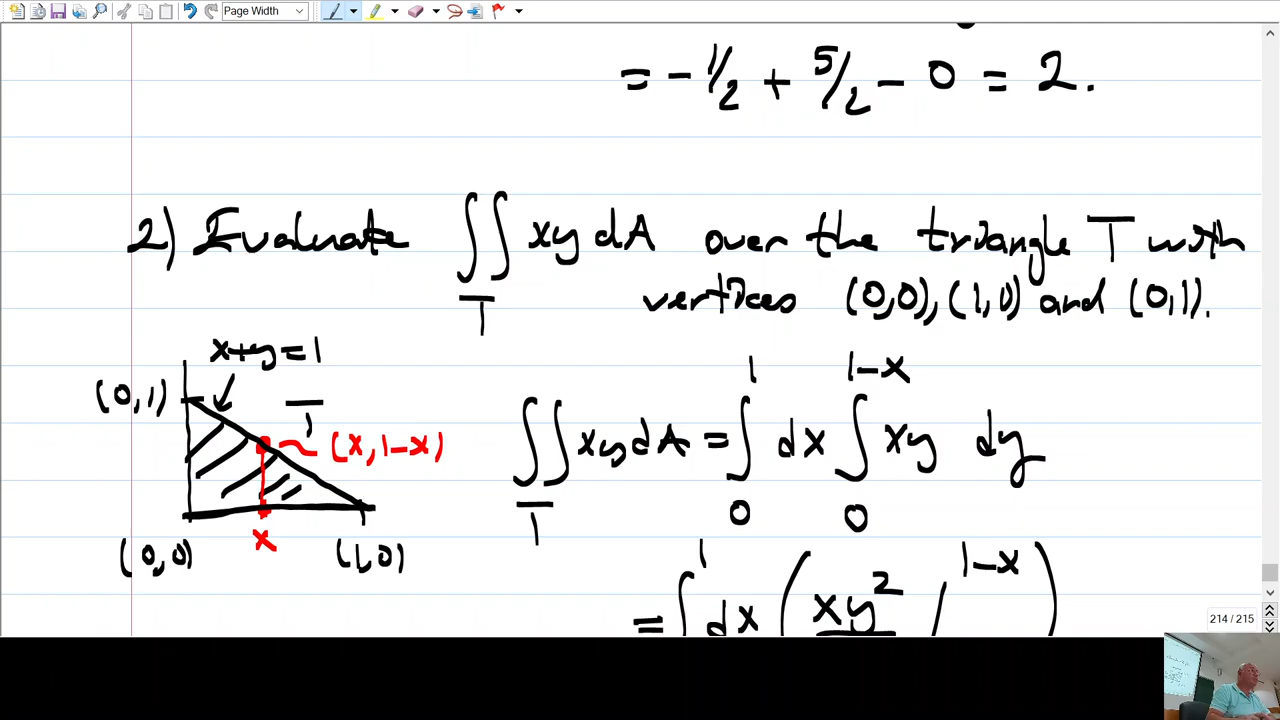 Page Width
= - 1/2 + 5/2 - 0 = 2.
2) Evaluate ∬_T xy dA over the triangle T with
vertices (0,0), (1,0) and (0,1).
x+y=1
(0,1)
T
(x, 1-x)
(0,0)
x
(1,0)
∬_T xy dA = ∫_0^1 dx ∫_0^{1-x} xy dy
= ∫^1 dx ( xy^2 / |^{1-x} )
214 / 215